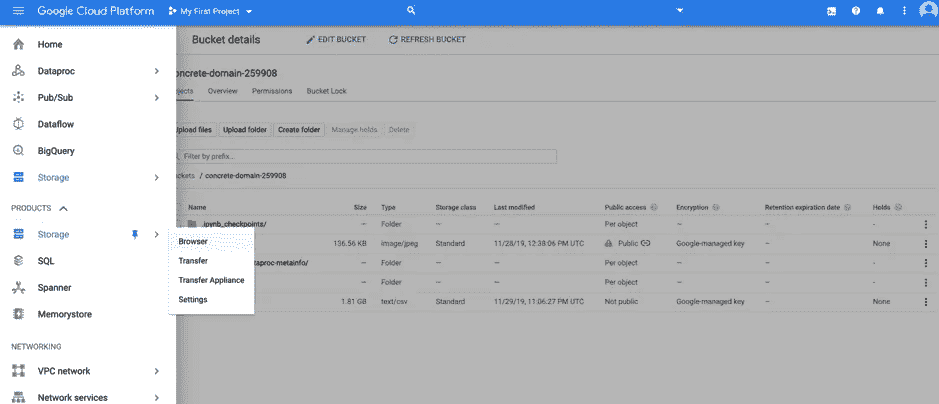 Google Cloud Platform
My First Project
Home
Dataproc
Pub/Sub
Dataflow
BigQuery
Storage
PRODUCTS
Storage
SQL
Spanner
Memorystore
NETWORKING
VPC network
Network services
Browser
Transfer
Transfer Appliance
Settings
Bucket details
EDIT BUCKET
REFRESH BUCKET
oncrete-domain-259908
jects Overview Permissions Bucket Lock
pload files Upload folder Create folder Manage holds Delete
Filter by prefix...
ckets / concrete-domain-259908
Name Size Type Storage class Last modified Public access Encryption Retention expiration date Holds
.ipynb_checkpoints/ — Folder — — Per object — — —
136.56 KB image/jpeg Standard 11/28/19, 12:38:06 PM UTC Public Google-managed key — None
taproc-metainfo/ — Folder — — Per object — — —
— Folder — — Per object — — —
1.81 GB text/csv Standard 11/29/19, 11:06:27 PM UTC Not public Google-managed key — None